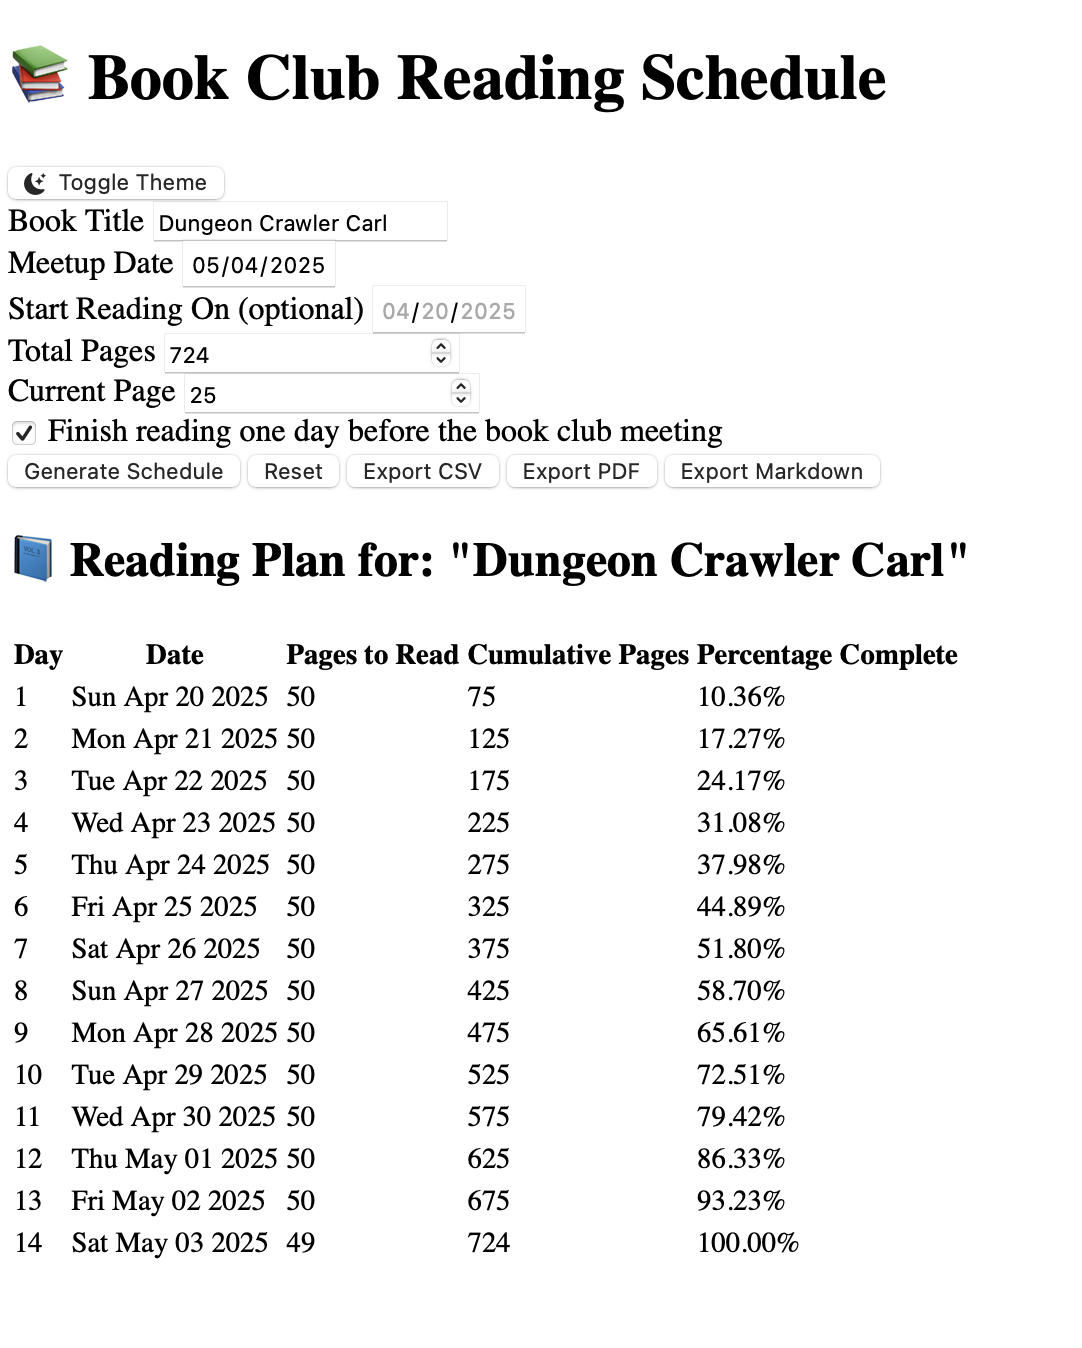 📚 Book Club Reading Schedule
Toggle Theme
Book Title Dungeon Crawler Carl
Meetup Date 05/04/2025
Start Reading On (optional) 04/20/2025
Total Pages 724
Current Page 25
Finish reading one day before the book club meeting
Generate Schedule Reset Export CSV Export PDF Export Markdown
📘 Reading Plan for: "Dungeon Crawler Carl"
Day Date Pages to Read Cumulative Pages Percentage Complete
1 Sun Apr 20 2025 50 75 10.36%
2 Mon Apr 21 2025 50 125 17.27%
3 Tue Apr 22 2025 50 175 24.17%
4 Wed Apr 23 2025 50 225 31.08%
5 Thu Apr 24 2025 50 275 37.98%
6 Fri Apr 25 2025 50 325 44.89%
7 Sat Apr 26 2025 50 375 51.80%
8 Sun Apr 27 2025 50 425 58.70%
9 Mon Apr 28 2025 50 475 65.61%
10 Tue Apr 29 2025 50 525 72.51%
11 Wed Apr 30 2025 50 575 79.42%
12 Thu May 01 2025 50 625 86.33%
13 Fri May 02 2025 50 675 93.23%
14 Sat May 03 2025 49 724 100.00%